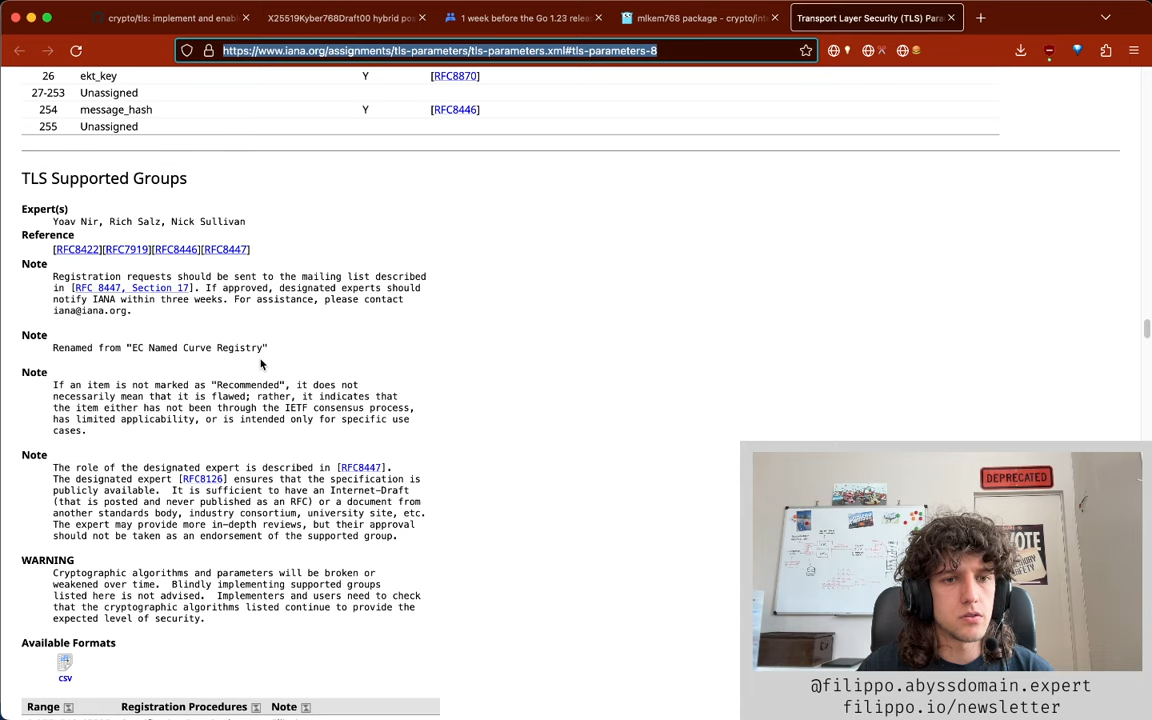 crypto/tls: implement and enab
X25519Kyber768Draft00 hybrid po
1 week before the Go 1.23 relea
mlkem768 package - crypto/int
Transport Layer Security (TLS) Par
https://www.iana.org/assignments/tls-parameters/tls-parameters.xml#tls-parameters-8
26 ekt_key Y [RFC8870]
27-253 Unassigned
254 message_hash Y [RFC8446]
255 Unassigned
TLS Supported Groups
Expert(s)
Yoav Nir, Rich Salz, Nick Sullivan
Reference
[RFC8422][RFC7919][RFC8446][RFC8447]
Note
Registration requests should be sent to the mailing list described
in [RFC 8447, Section 17]. If approved, designated experts should
notify IANA within three weeks. For assistance, please contact
iana@iana.org.
Note
Renamed from "EC Named Curve Registry"
Note
If an item is not marked as "Recommended", it does not
necessarily mean that it is flawed; rather, it indicates that
the item either has not been through the IETF consensus process,
has limited applicability, or is intended only for specific use
cases.
Note
The role of the designated expert is described in [RFC8447].
The designated expert [RFC8126] ensures that the specification is
publicly available.  It is sufficient to have an Internet-Draft
(that is posted and never published as an RFC) or a document from
another standards body, industry consortium, university site, etc.
The expert may provide more in-depth reviews, but their approval
should not be taken as an endorsement of the supported group.
WARNING
Cryptographic algorithms and parameters will be broken or
weakened over time.  Blindly implementing supported groups
listed here is not advised.  Implementers and users need to check
that the cryptographic algorithms listed continue to provide the
expected level of security.
Available Formats
CSV
Range Registration Procedures Note
DEPRECATED
VOTE
@filippo.abyssdomain.expert
filippo.io/newsletter